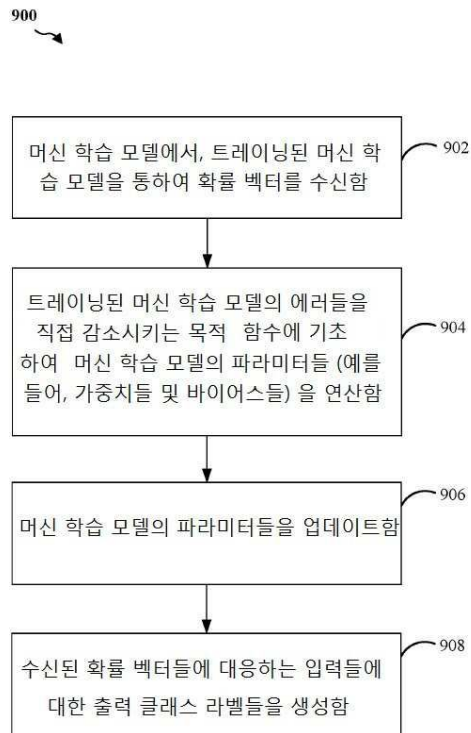 900
머신 학습 모델에서, 트레이닝된 머신 학
습 모델을 통하여 확률 벡터를 수신함
902
트레이닝된 머신 학습 모델의 에러들을
직접 감소시키는 목적 함수에 기초
하여 머신 학습 모델의 파라미터들 (예를
들어, 가중치들 및 바이어스들) 을 연산함
904
머신 학습 모델의 파라미터들을 업데이트함
906
수신된 확률 벡터들에 대응하는 입력들에
대한 출력 클래스 라벨들을 생성함
908